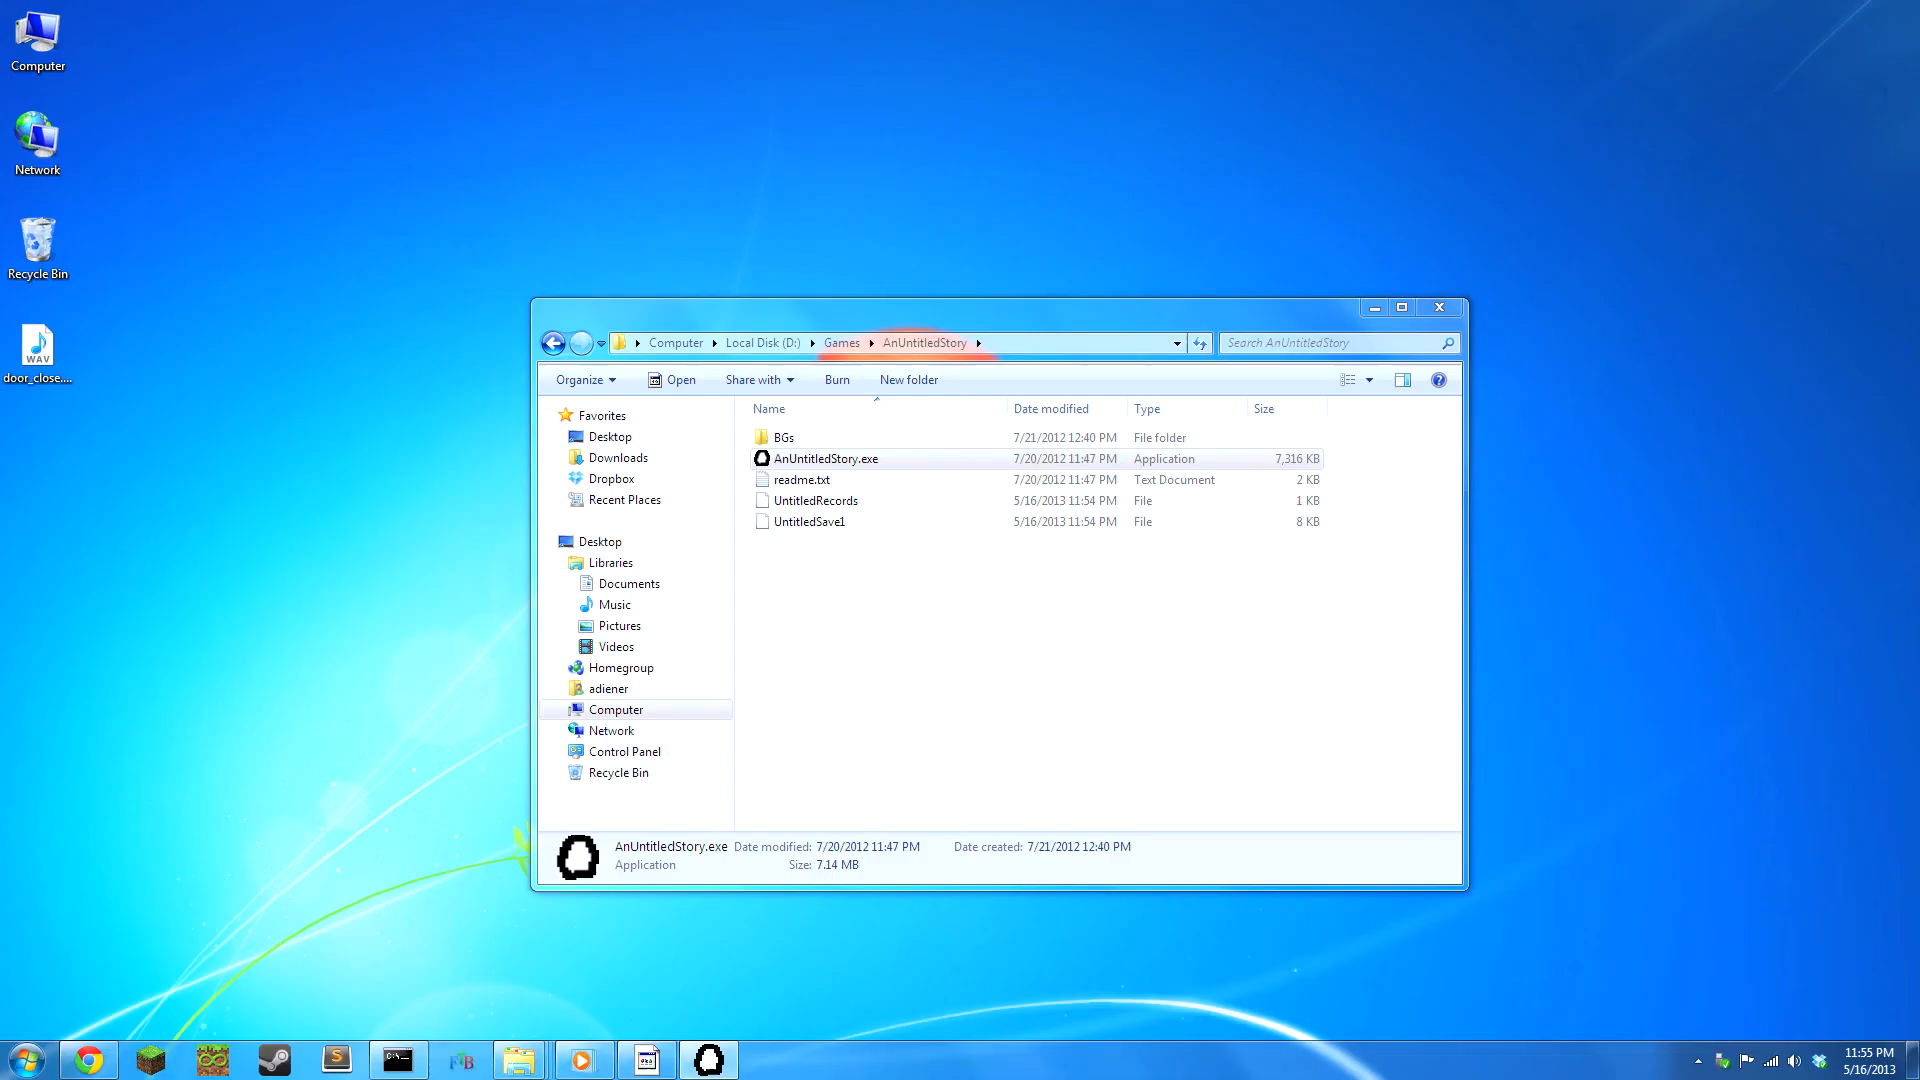 Computer
Network
Recycle Bin
WAV
door_close....
Computer
Local Disk (D:)
Games
AnUntitledStory
Search AnUntitledStory
Organize
Open
Share with
Burn
New folder
Favorites
Desktop
Downloads
Dropbox
Recent Places
Desktop
Libraries
Documents
Music
Pictures
Videos
Homegroup
adiener
Computer
Network
Control Panel
Recycle Bin
Name Date modified Type Size
BGs 7/21/2012 12:40 PM File folder
AnUntitledStory.exe 7/20/2012 11:47 PM Application 7,316 KB
readme.txt 7/20/2012 11:47 PM Text Document 2 KB
UntitledRecords 5/16/2013 11:54 PM File 1 KB
UntitledSave1 5/16/2013 11:54 PM File 8 KB
AnUntitledStory.exe Date modified: 7/20/2012 11:47 PM Date created: 7/21/2012 12:40 PM
Application Size: 7.14 MB
S
C:\_
FTB
11:55 PM
5/16/2013